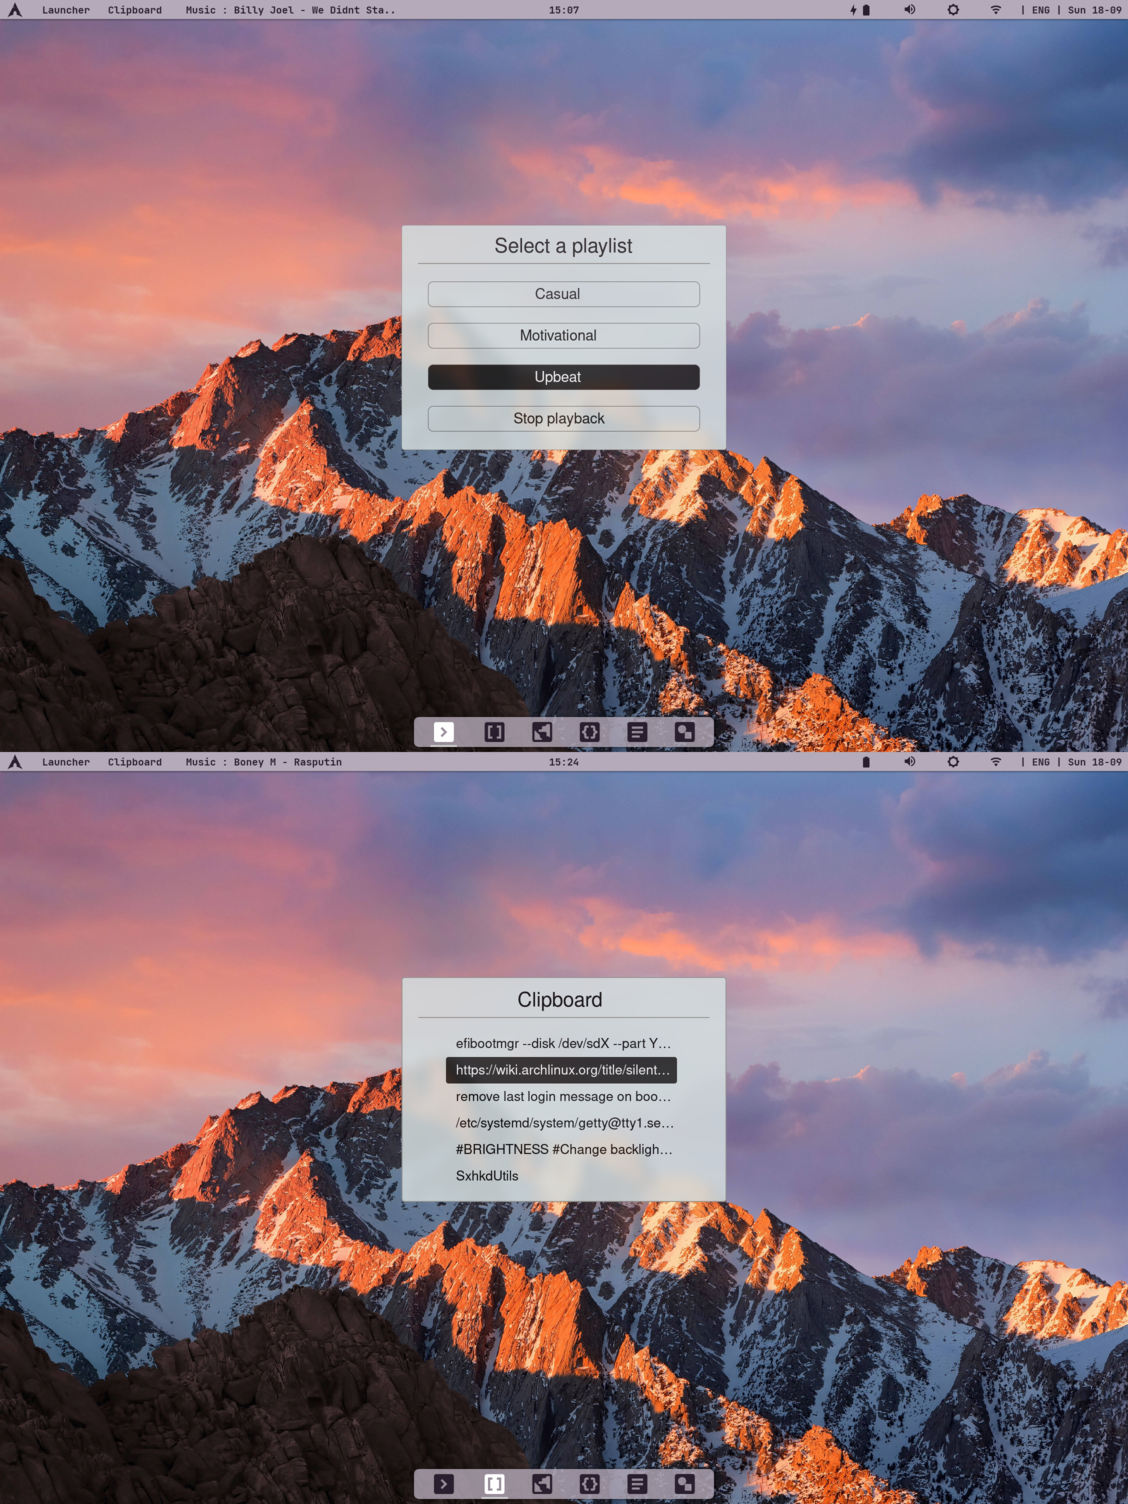 Launcher Clipboard Music : Billy Joel - We Didnt Sta.. 15:07 | ENG | Sun 18-09
Select a playlist
Casual
Motivational
Upbeat
Stop playback
Launcher Clipboard Music : Boney M - Rasputin 15:24 | ENG | Sun 18-09
Clipboard
efibootmgr --disk /dev/sdX --part Y...
https://wiki.archlinux.org/title/silent...
remove last login message on boo...
/etc/systemd/system/getty@tty1.se...
#BRIGHTNESS #Change backligh...
SxhkdUtils